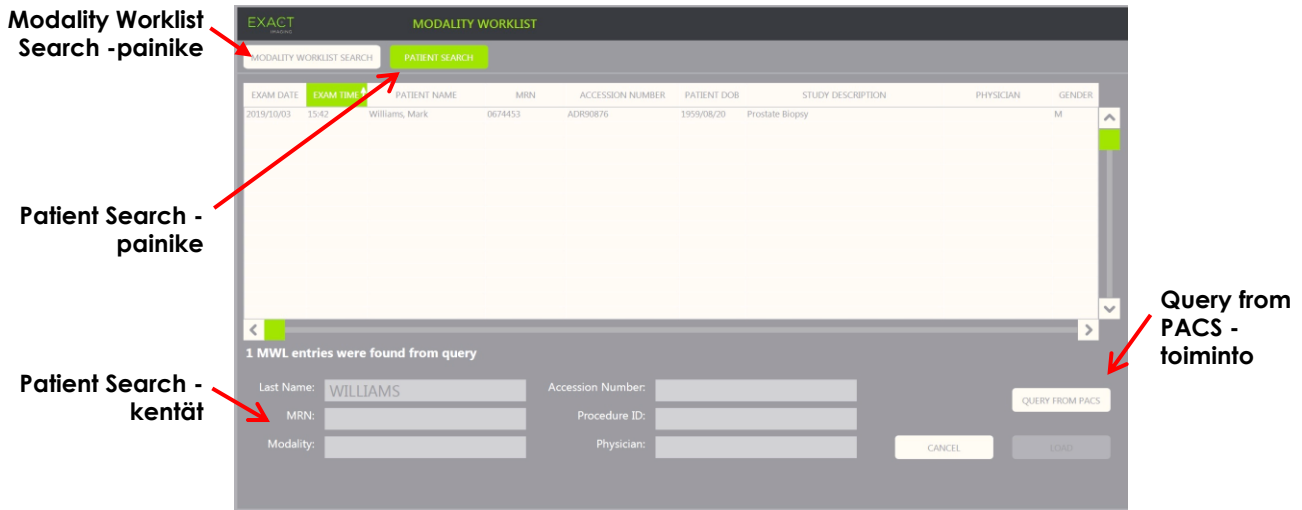 Modality Worklist
Search -painike
EXACT
IMAGING
MODALITY WORKLIST
MODALITY WORKLIST SEARCH
PATIENT SEARCH
EXAM DATE EXAM TIME PATIENT NAME MRN ACCESSION NUMBER PATIENT DOB STUDY DESCRIPTION PHYSICIAN GENDER
2019/10/03 15:42 Williams, Mark 0674453 ADR90876 1959/08/20 Prostate Biopsy M
Patient Search -
painike
Query from
PACS -
toiminto
1 MWL entries were found from query
Patient Search -
kentät
Last Name: WILLIAMS Accession Number:
QUERY FROM PACS
MRN: Procedure ID:
Modality: Physician:
CANCEL LOAD